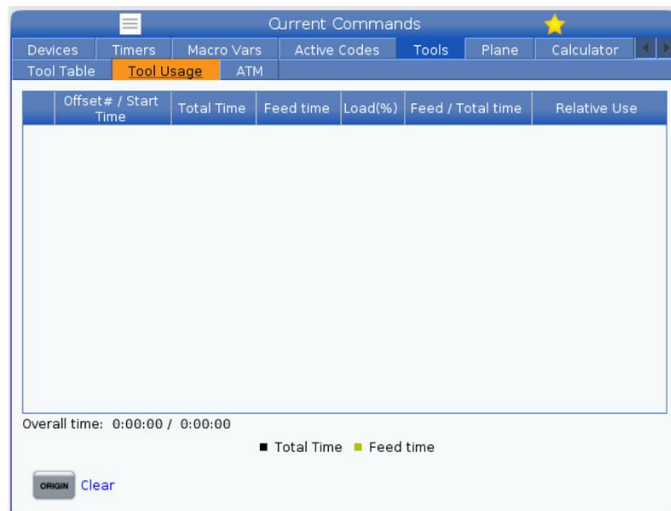 Current Commands
Devices Timers Macro Vars Active Codes Tools Plane Calculator
Tool Table Tool Usage ATM
Offset# / Start Time Total Time Feed time Load(%) Feed / Total time Relative Use
Overall time: 0:00:00 / 0:00:00
Total Time Feed time
ORIGIN Clear